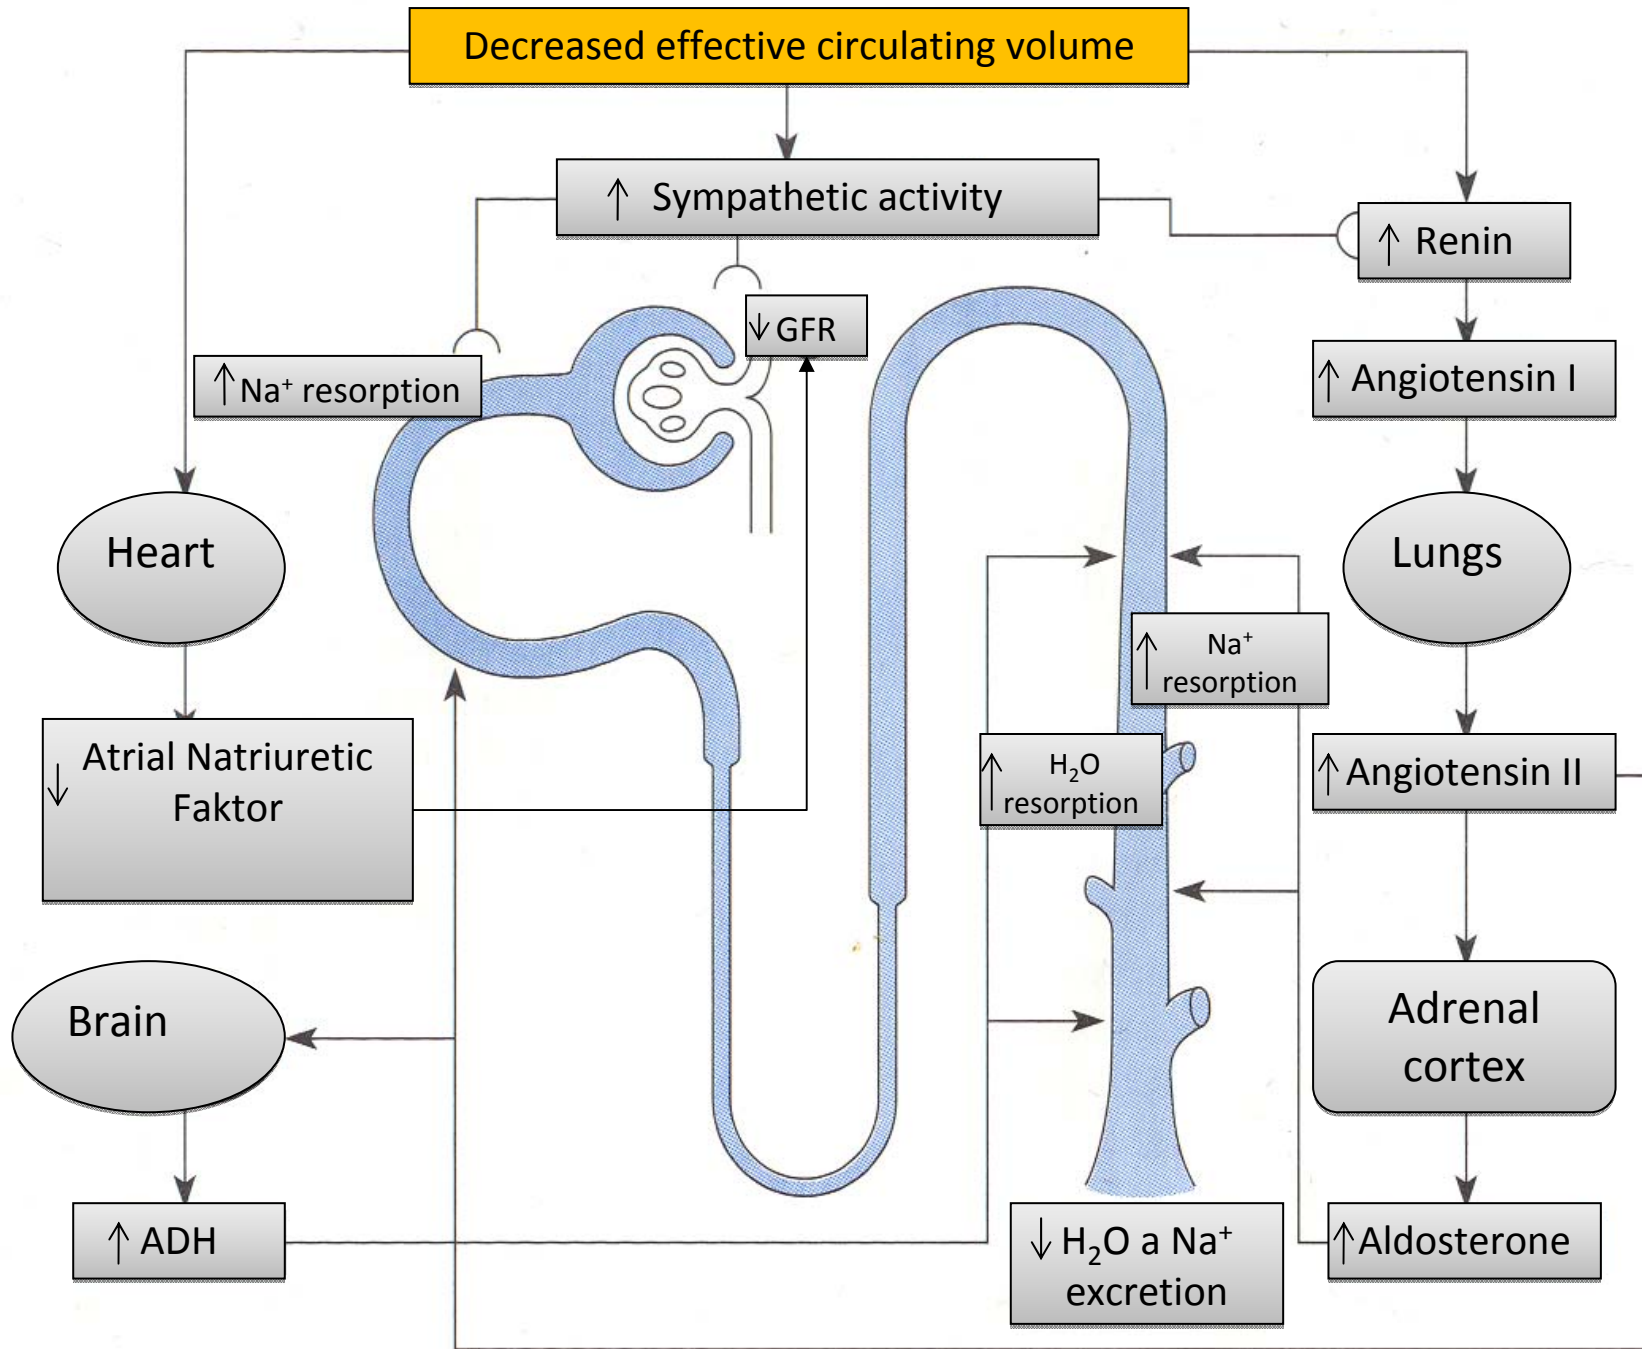 Decreased effective circulating volume
↑ Sympathetic activity
↑ Renin
↓ GFR
↑ Na⁺ resorption
↑ Angiotensin I
Heart
Lungs
↑ Na⁺
resorption
Atrial Natriuretic
↓ Faktor
↑ H₂O
resorption
↑ Angiotensin II
Brain
Adrenal
cortex
↑ ADH
↓ H₂O a Na⁺
excretion
↑ Aldosterone